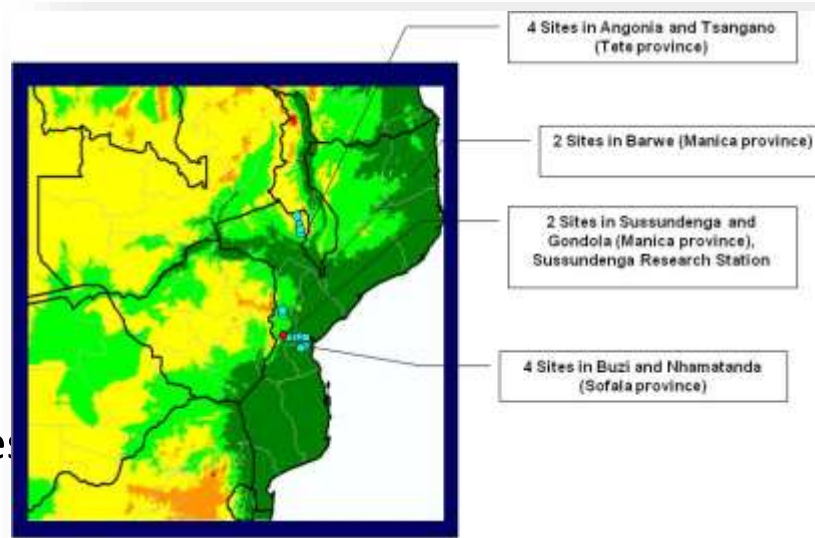 4 Sites in Angonia and Tsangano
(Tete province)
2 Sites in Barwe (Manica province)
2 Sites in Sussundenga and
Gondola (Manica province),
Sussundenga Research Station
4 Sites in Buzi and Nhamatanda
(Sofala province)